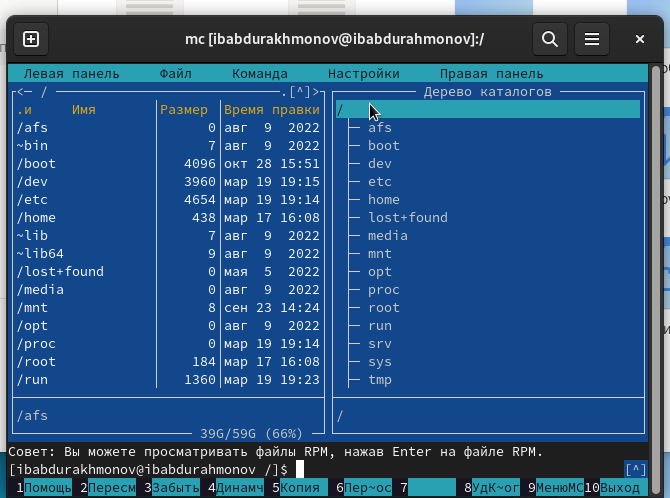 mc [ibabdurakhmonov@ibabdurahmonov]:/
Левая панель Файл Команда Настройки Правая панель
<─ / .[^]> Дерево каталогов
.и Имя Размер Время правки /
/afs 0 авг 9 2022 afs
~bin 7 авг 9 2022 boot
/boot 4096 окт 28 15:51 dev
/dev 3960 мар 19 19:15 etc
/etc 4654 мар 19 19:14 home
/home 438 мар 17 16:08 lost+found
~lib 7 авг 9 2022 media
~lib64 9 авг 9 2022 mnt
/lost+found 0 мая 5 2022 opt
/media 0 авг 9 2022 proc
/mnt 8 сен 23 14:24 root
/opt 0 авг 9 2022 run
/proc 0 мар 19 19:14 srv
/root 184 мар 17 16:08 sys
/run 1360 мар 19 19:23 tmp
/afs /
39G/59G (66%)
Совет: Вы можете просматривать файлы RPM, нажав Enter на файле RPM.
[ibabdurakhmonov@ibabdurahmonov /]$ [^]
1Помощь 2Пересм 3Забыть 4Динамч 5Копия 6Пер~ос 7 8УдК~ог 9МенюMC 10Выход